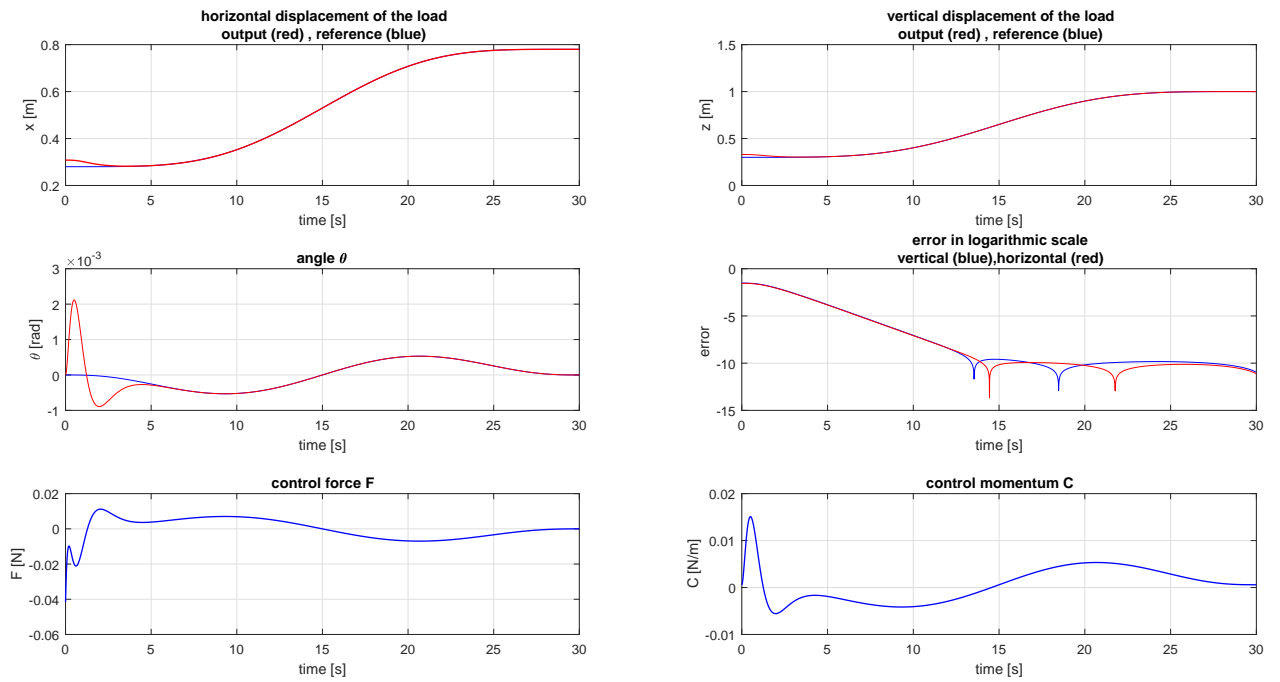 horizontal displacement of the load
output (red) , reference (blue)
0.8
0.6
0.4
0.2
x [m]
0 5 10 15 20 25 30
time [s]
vertical displacement of the load
output (red) , reference (blue)
1.5
1
0.5
0
z [m]
0 5 10 15 20 25 30
time [s]
angle θ
×10⁻³
3
2
1
0
-1
θ [rad]
0 5 10 15 20 25 30
time [s]
error in logarithmic scale
vertical (blue),horizontal (red)
0
-5
-10
-15
error
0 5 10 15 20 25 30
time [s]
control force F
0.02
0
-0.02
-0.04
-0.06
F [N]
0 5 10 15 20 25 30
time [s]
control momentum C
0.02
0.01
0
-0.01
C [N/m]
0 5 10 15 20 25 30
time [s]